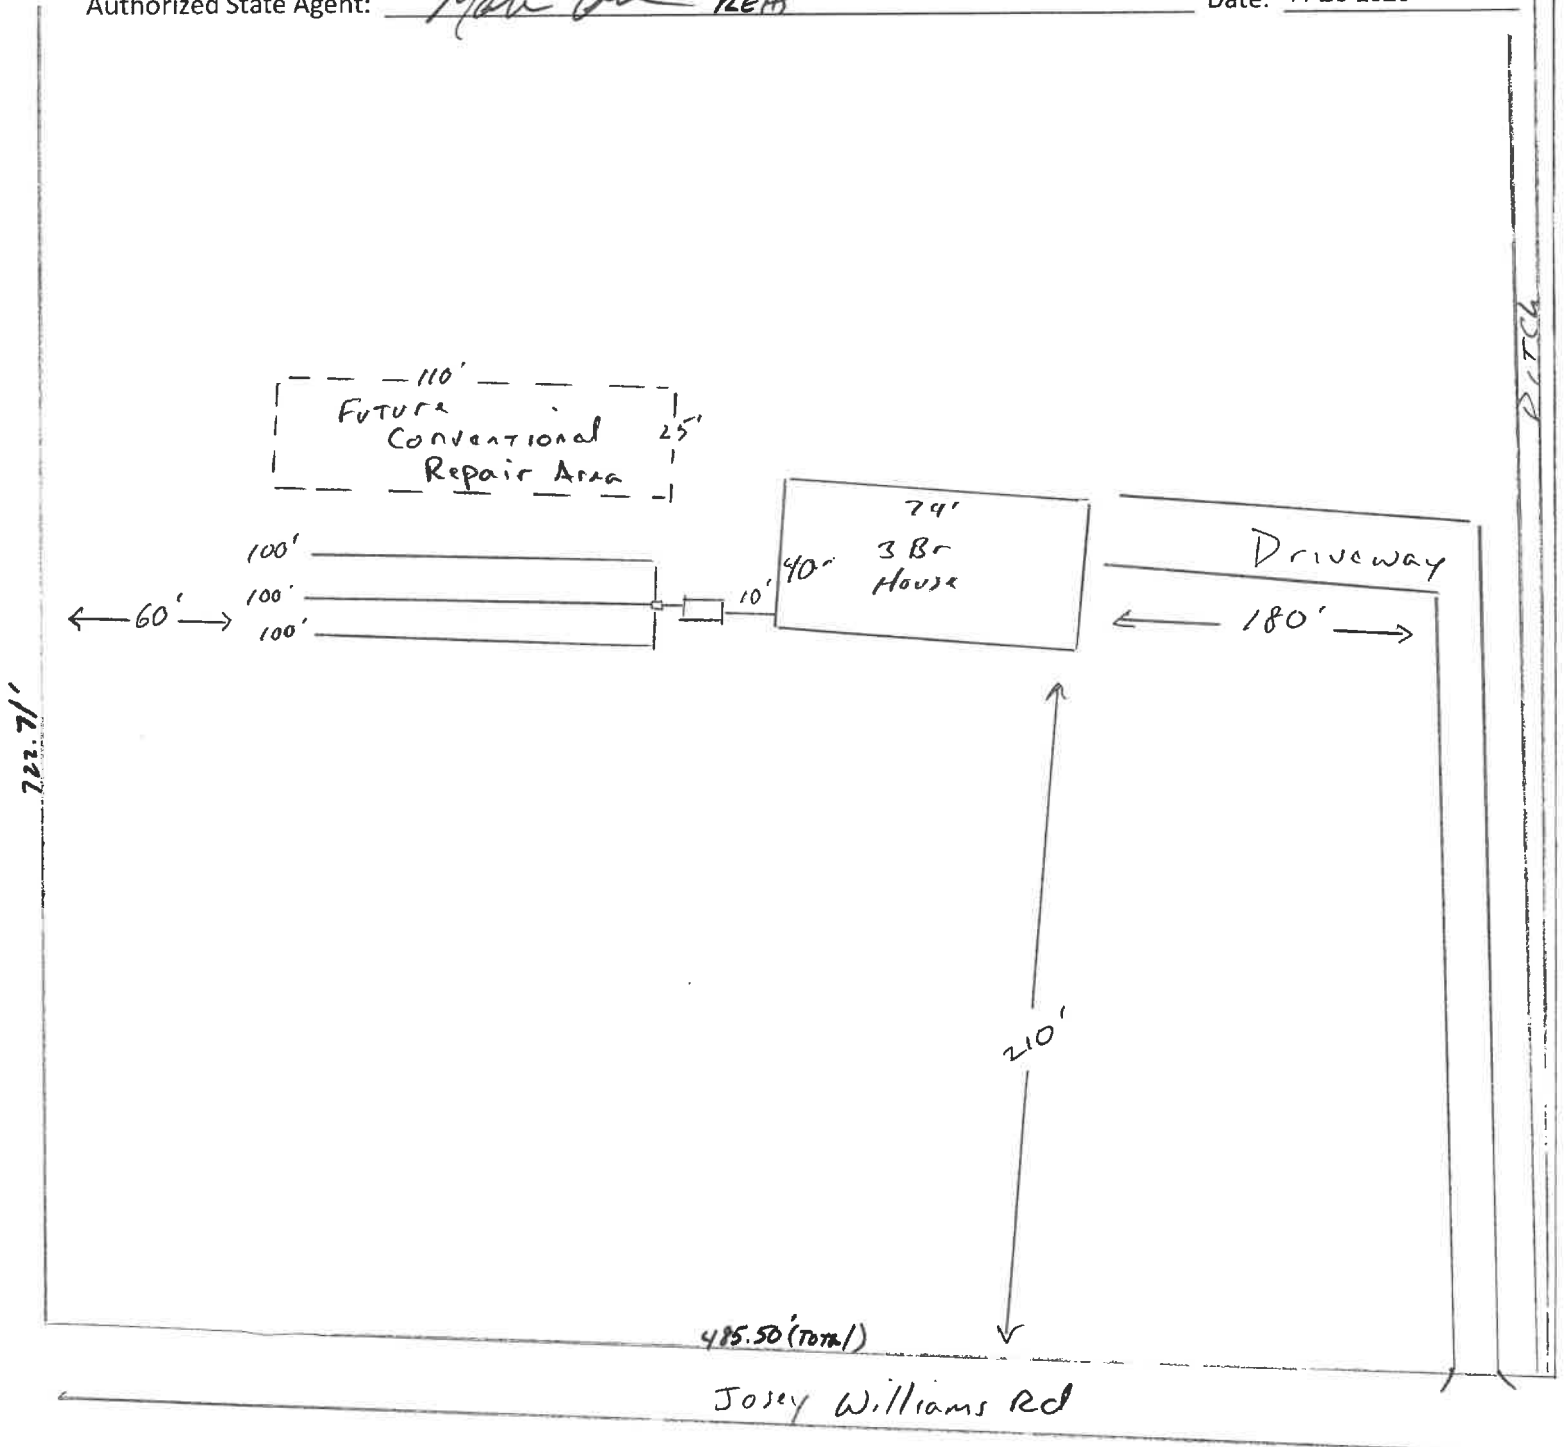 Authorized State Agent: REHS
Date:
110'
Future
Conventional
Repair Area
25'
74'
3 Br
House
40'
Driveway
Ditch
100'
100'
100'
60'
10'
180'
722.71'
210'
485.50' (Total)
Josey Williams Rd